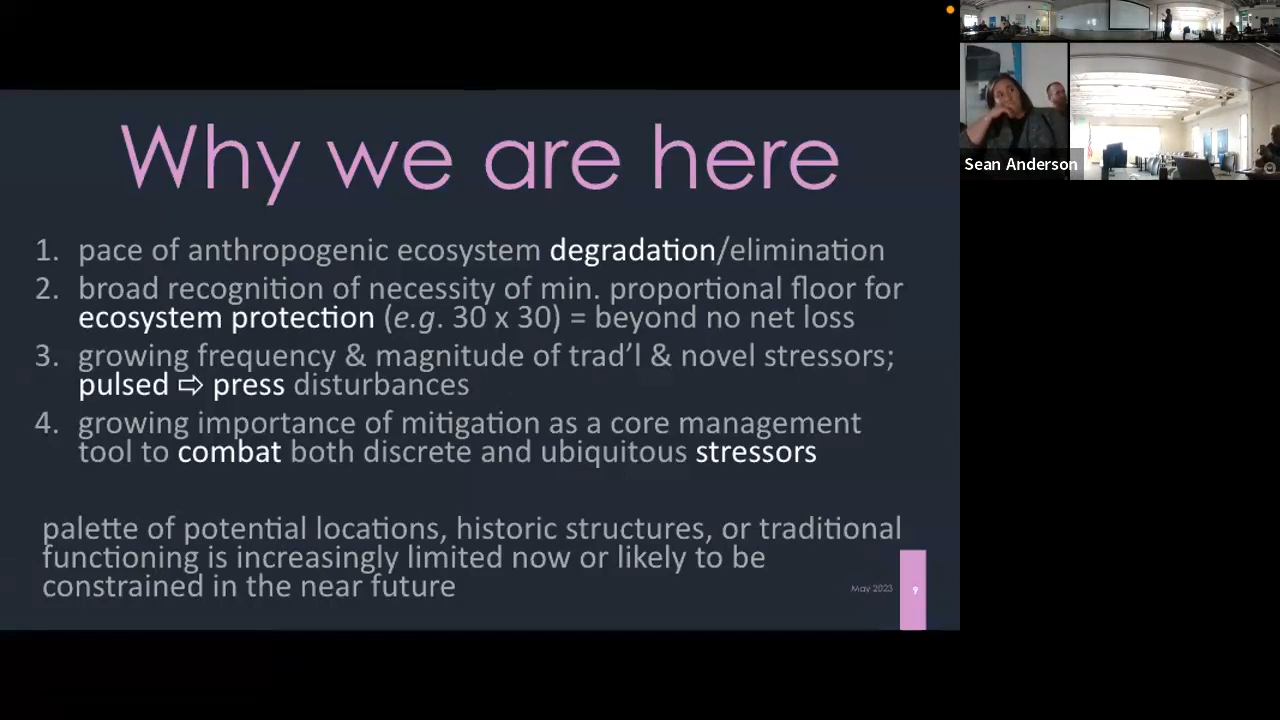 Why we are here
1. pace of anthropogenic ecosystem degradation/elimination
2. broad recognition of necessity of min. proportional floor for
ecosystem protection (e.g. 30 x 30) = beyond no net loss
3. growing frequency & magnitude of trad'l & novel stressors;
pulsed ⇨ press disturbances
4. growing importance of mitigation as a core management
tool to combat both discrete and ubiquitous stressors
palette of potential locations, historic structures, or traditional
functioning is increasingly limited now or likely to be
constrained in the near future
May 2023
9
Sean Anderson